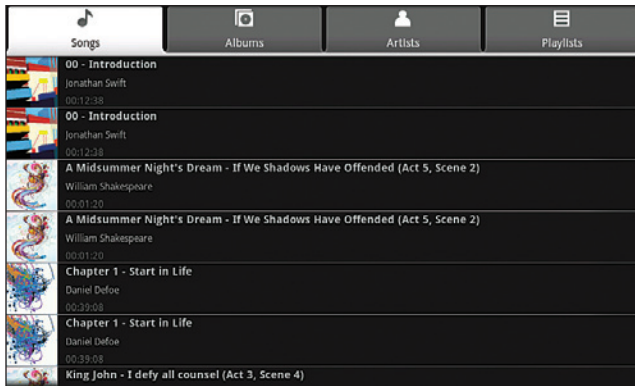 Songs
Albums
Artists
Playlists
00 - Introduction
Jonathan Swift
00:12:38
00 - Introduction
Jonathan Swift
00:12:38
A Midsummer Night's Dream - If We Shadows Have Offended (Act 5, Scene 2)
William Shakespeare
00:01:20
A Midsummer Night's Dream - If We Shadows Have Offended (Act 5, Scene 2)
William Shakespeare
00:01:20
Chapter 1 - Start in Life
Daniel Defoe
00:39:08
Chapter 1 - Start in Life
Daniel Defoe
00:39:08
King John - I defy all counsel (Act 3, Scene 4)